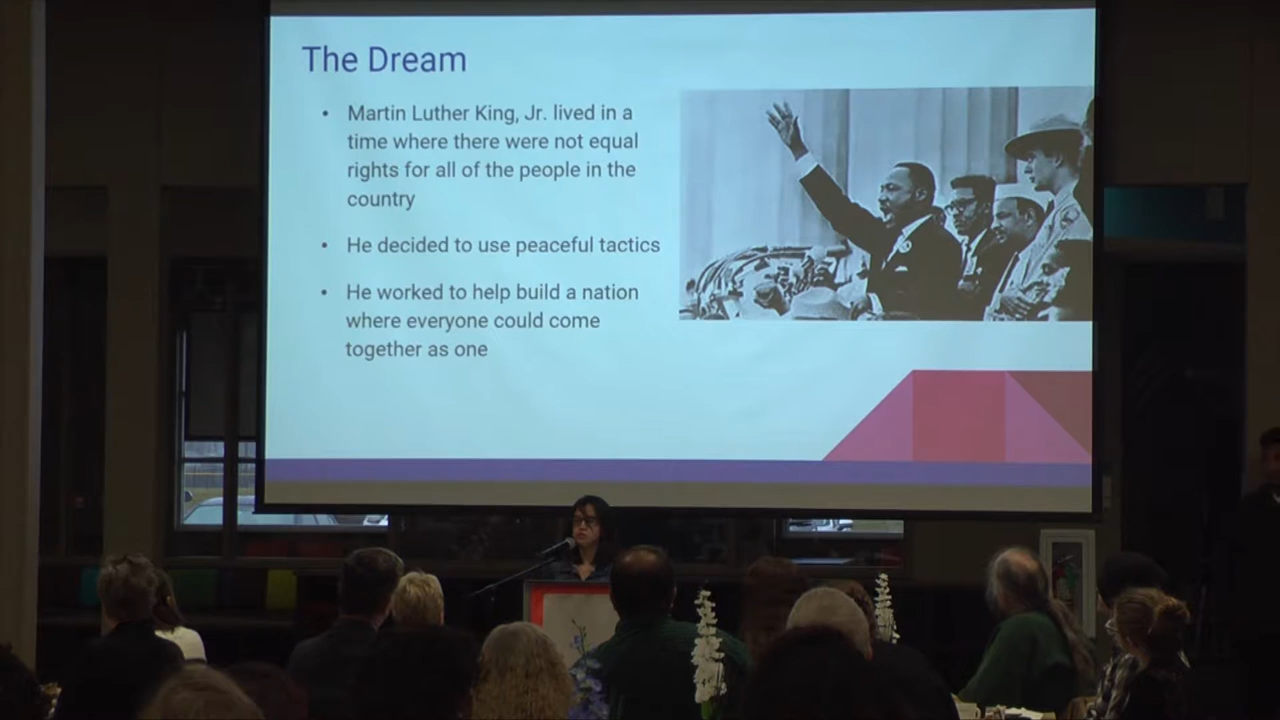 The Dream
• Martin Luther King, Jr. lived in a
time where there were not equal
rights for all of the people in the
country
• He decided to use peaceful tactics
• He worked to help build a nation
where everyone could come
together as one